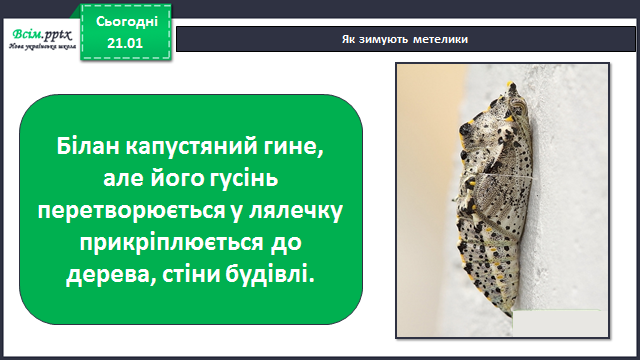 Всім.pptx
Нова українська школа
Сьогодні
21.01
Як зимують метелики
Білан капустяний гине,
але його гусінь
перетворюється у лялечку
прикріплюється до
дерева, стіни будівлі.